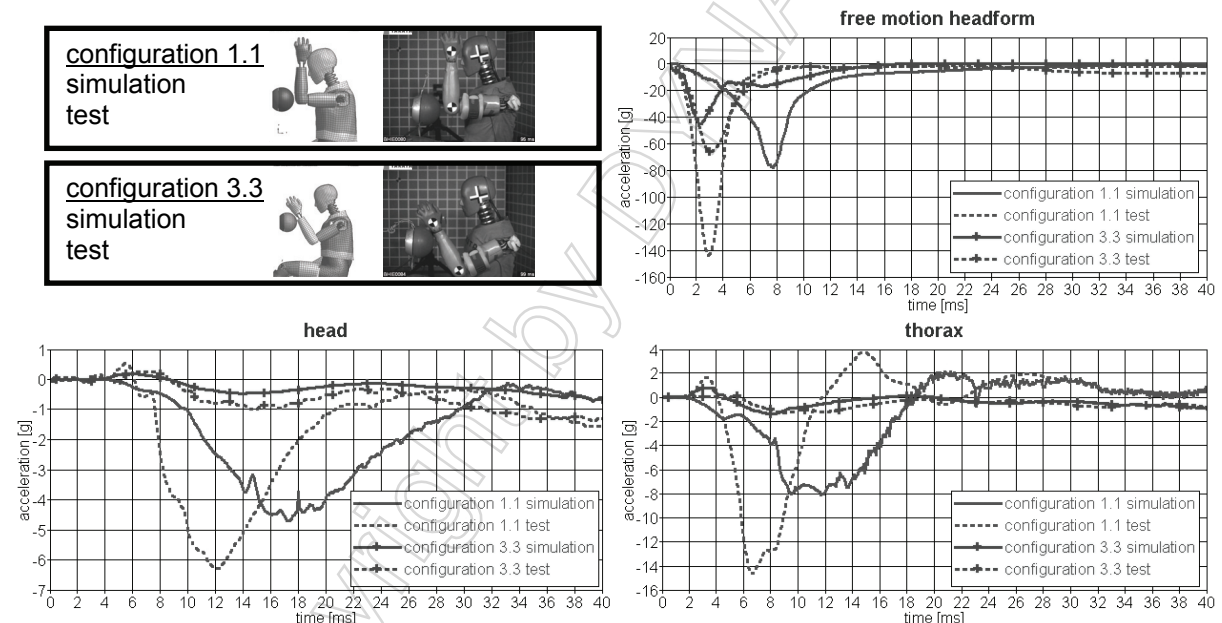 configuration 1.1
simulation
test
configuration 3.3
simulation
test
free motion headform
20
0
-20
-40
-60
-80
-100
-120
-140
-160
acceleration [g]
configuration 1.1 simulation
configuration 1.1 test
configuration 3.3 simulation
configuration 3.3 test
0 2 4 6 8 10 12 14 16 18 20 22 24 26 28 30 32 34 36 38 40
time [ms]
head
1
0
-1
-2
-3
-4
-5
-6
-7
acceleration [g]
configuration 1.1 simulation
configuration 1.1 test
configuration 3.3 simulation
configuration 3.3 test
0 2 4 6 8 10 12 14 16 18 20 22 24 26 28 30 32 34 36 38 40
time [ms]
thorax
4
2
0
-2
-4
-6
-8
-10
-12
-14
-16
acceleration [g]
configuration 1.1 simulation
configuration 1.1 test
configuration 3.3 simulation
configuration 3.3 test
0 2 4 6 8 10 12 14 16 18 20 22 24 26 28 30 32 34 36 38 40
time [ms]